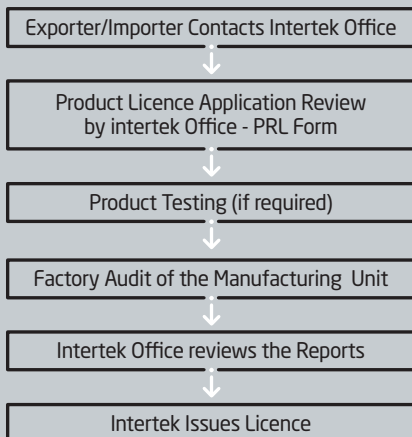 Exporter/Importer Contacts Intertek Office
Product Licence Application Review
by intertek Office - PRL Form
Product Testing (if required)
Factory Audit of the Manufacturing Unit
Intertek Office reviews the Reports
Intertek Issues Licence